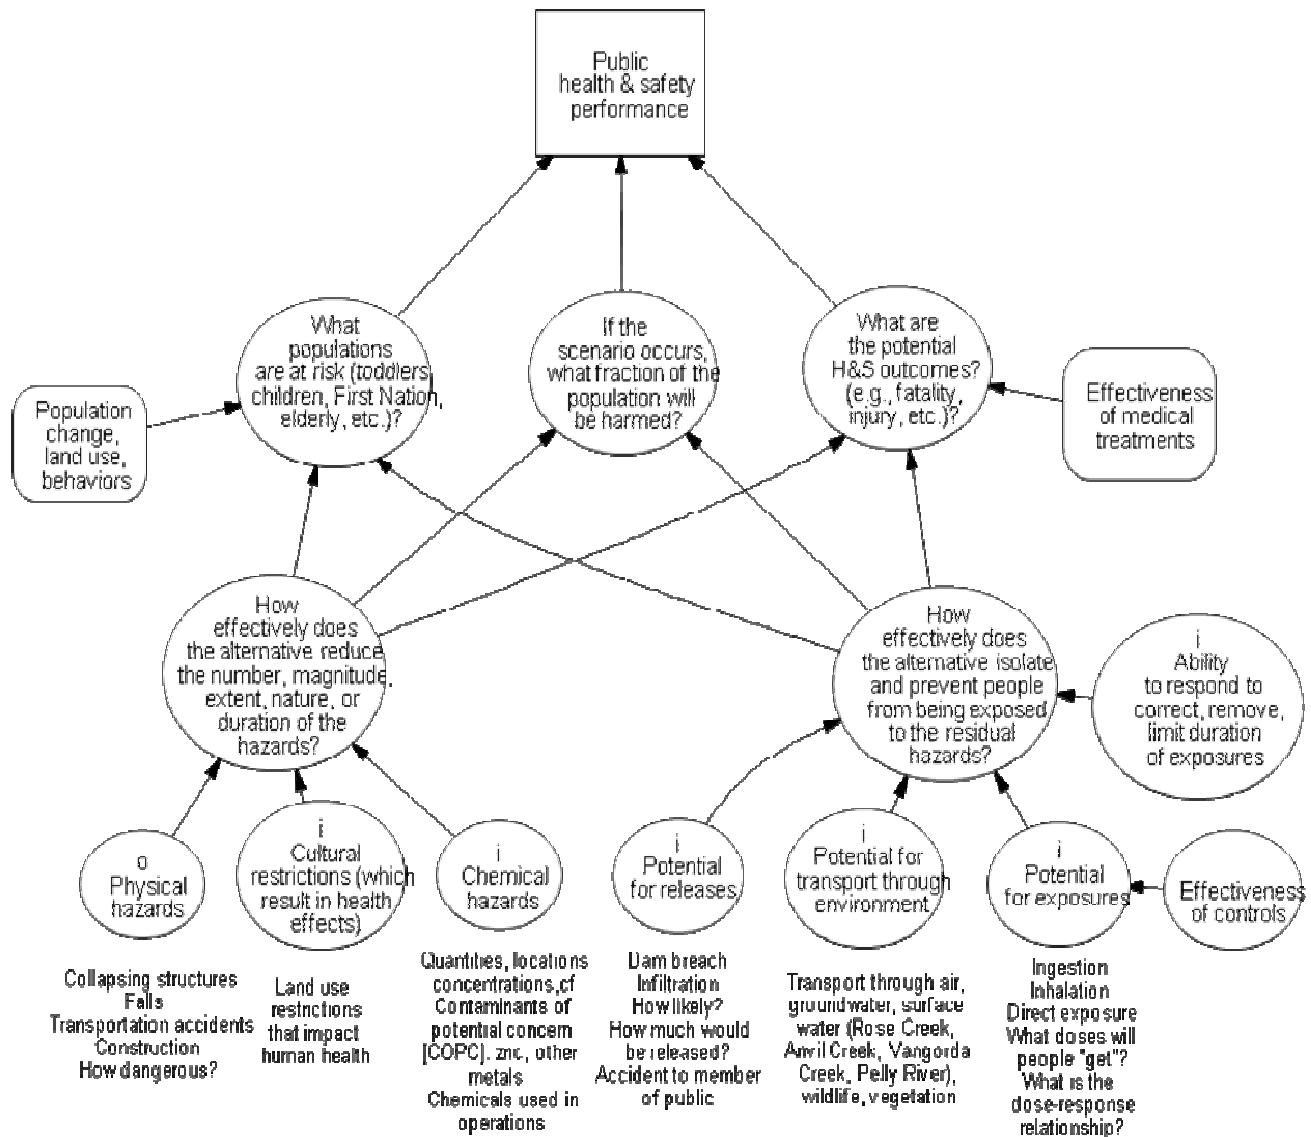 Public
health & safety
performance
What
populations
are at risk (toddlers,
children, First Nation,
elderly, etc.)?
If the
scenario occurs,
what fraction of the
population will
be harmed?
What are
the potential
H&S outcomes?
(e.g., fatality,
injury, etc.)?
Population
change,
land use,
behaviors
Effectiveness
of medical
treatments
How
effectively does
the alternative reduce
the number, magnitude,
extent, nature, or
duration of the
hazards?
How
effectively does
the alternative isolate
and prevent people
from being exposed
to the residual
hazards?
i
Ability
to respond to
correct, remove,
limit duration
of exposures
o
Physical
hazards
i
Cultural
restrictions (which
result in health
effects)
i
Chemical
hazards
i
Potential
for releases
i
Potential for
transport through
environment
i
Potential
for exposures
Effectiveness
of controls
Collapsing structures
Falls
Transportation accidents
Construction
How dangerous?
Land use
restrictions
that impact
human health
Quantities, locations
concentrations, of
Contaminants of
potential concern
(COPC). zinc, other
metals
Chemicals used in
operations
Dam breach
Infiltration
How likely?
How much would
be released?
Accident to member
of public
Transport through air,
groundwater, surface
water (Rose Creek,
Anvil Creek, Vangorda
Creek, Pelly River),
wildlife, vegetation
Ingestion
Inhalation
Direct exposure
What doses will
people "get"?
What is the
dose-response
relationship?